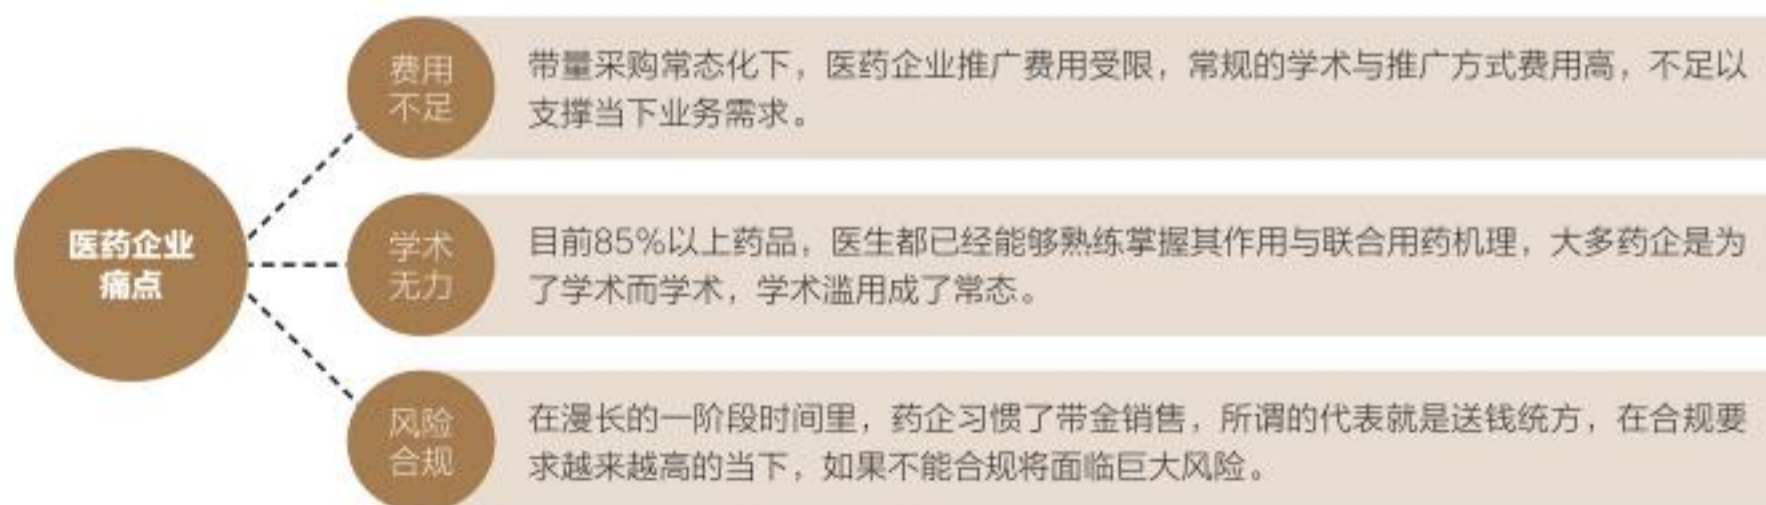 医药企业
痛点
费用
不足
带量采购常态化下，医药企业推广费用受限，常规的学术与推广方式费用高，不足以
支撑当下业务需求。
学术
无力
目前85%以上药品，医生都已经能够熟练掌握其作用与联合用药机理，大多药企是为
了学术而学术，学术滥用成了常态。
风险
合规
在漫长的一阶段时间里，药企习惯了带金销售，所谓的代表就是送钱统方，在合规要
求越来越高的当下，如果不能合规将面临巨大风险。